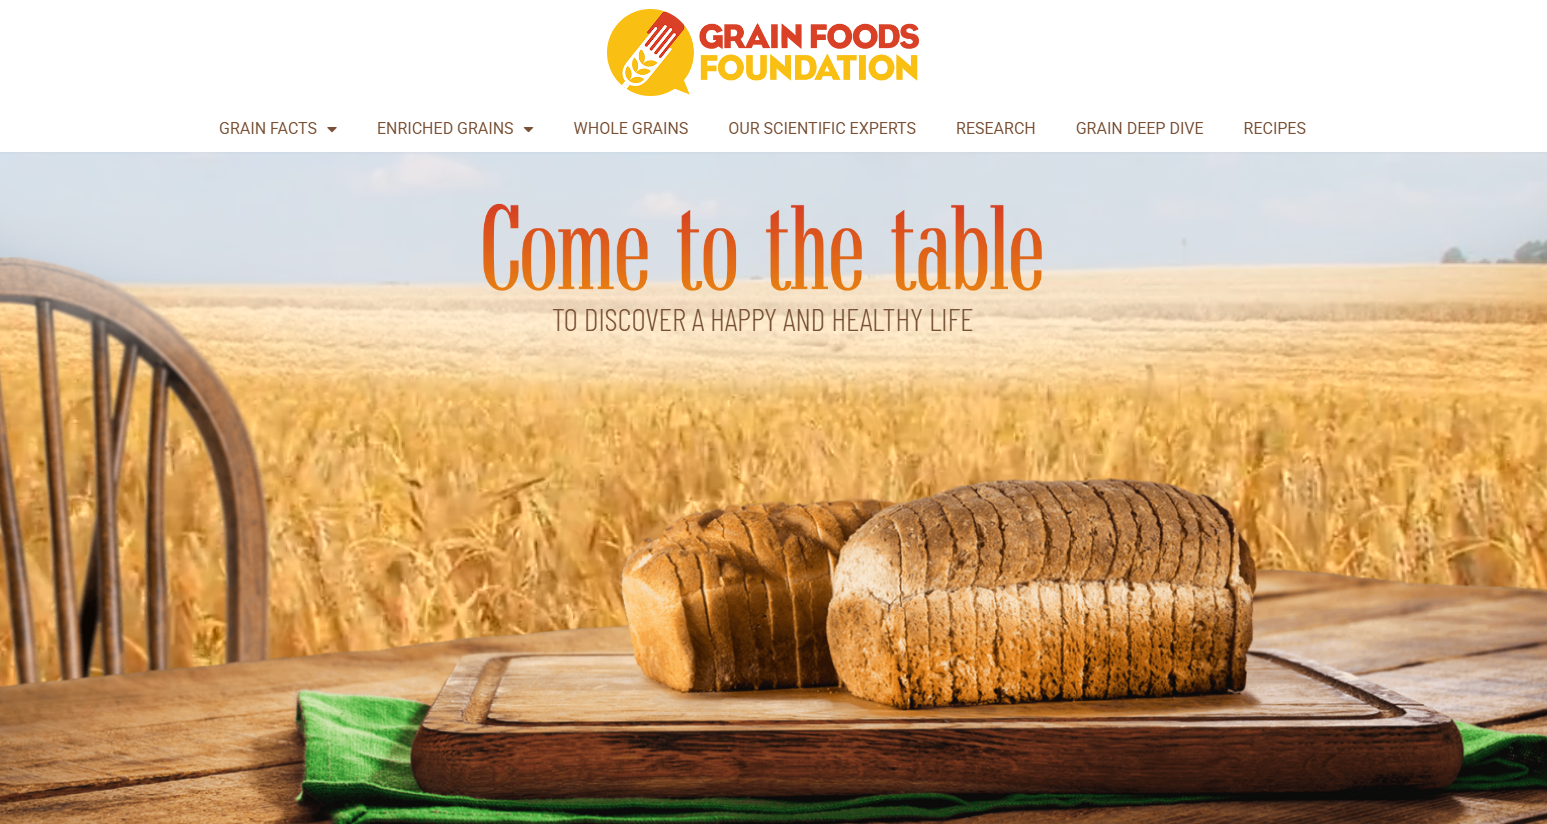 GRAIN FOODS
FOUNDATION
GRAIN FACTS
ENRICHED GRAINS
WHOLE GRAINS
OUR SCIENTIFIC EXPERTS
RESEARCH
GRAIN DEEP DIVE
RECIPES
Come to the table
TO DISCOVER A HAPPY AND HEALTHY LIFE